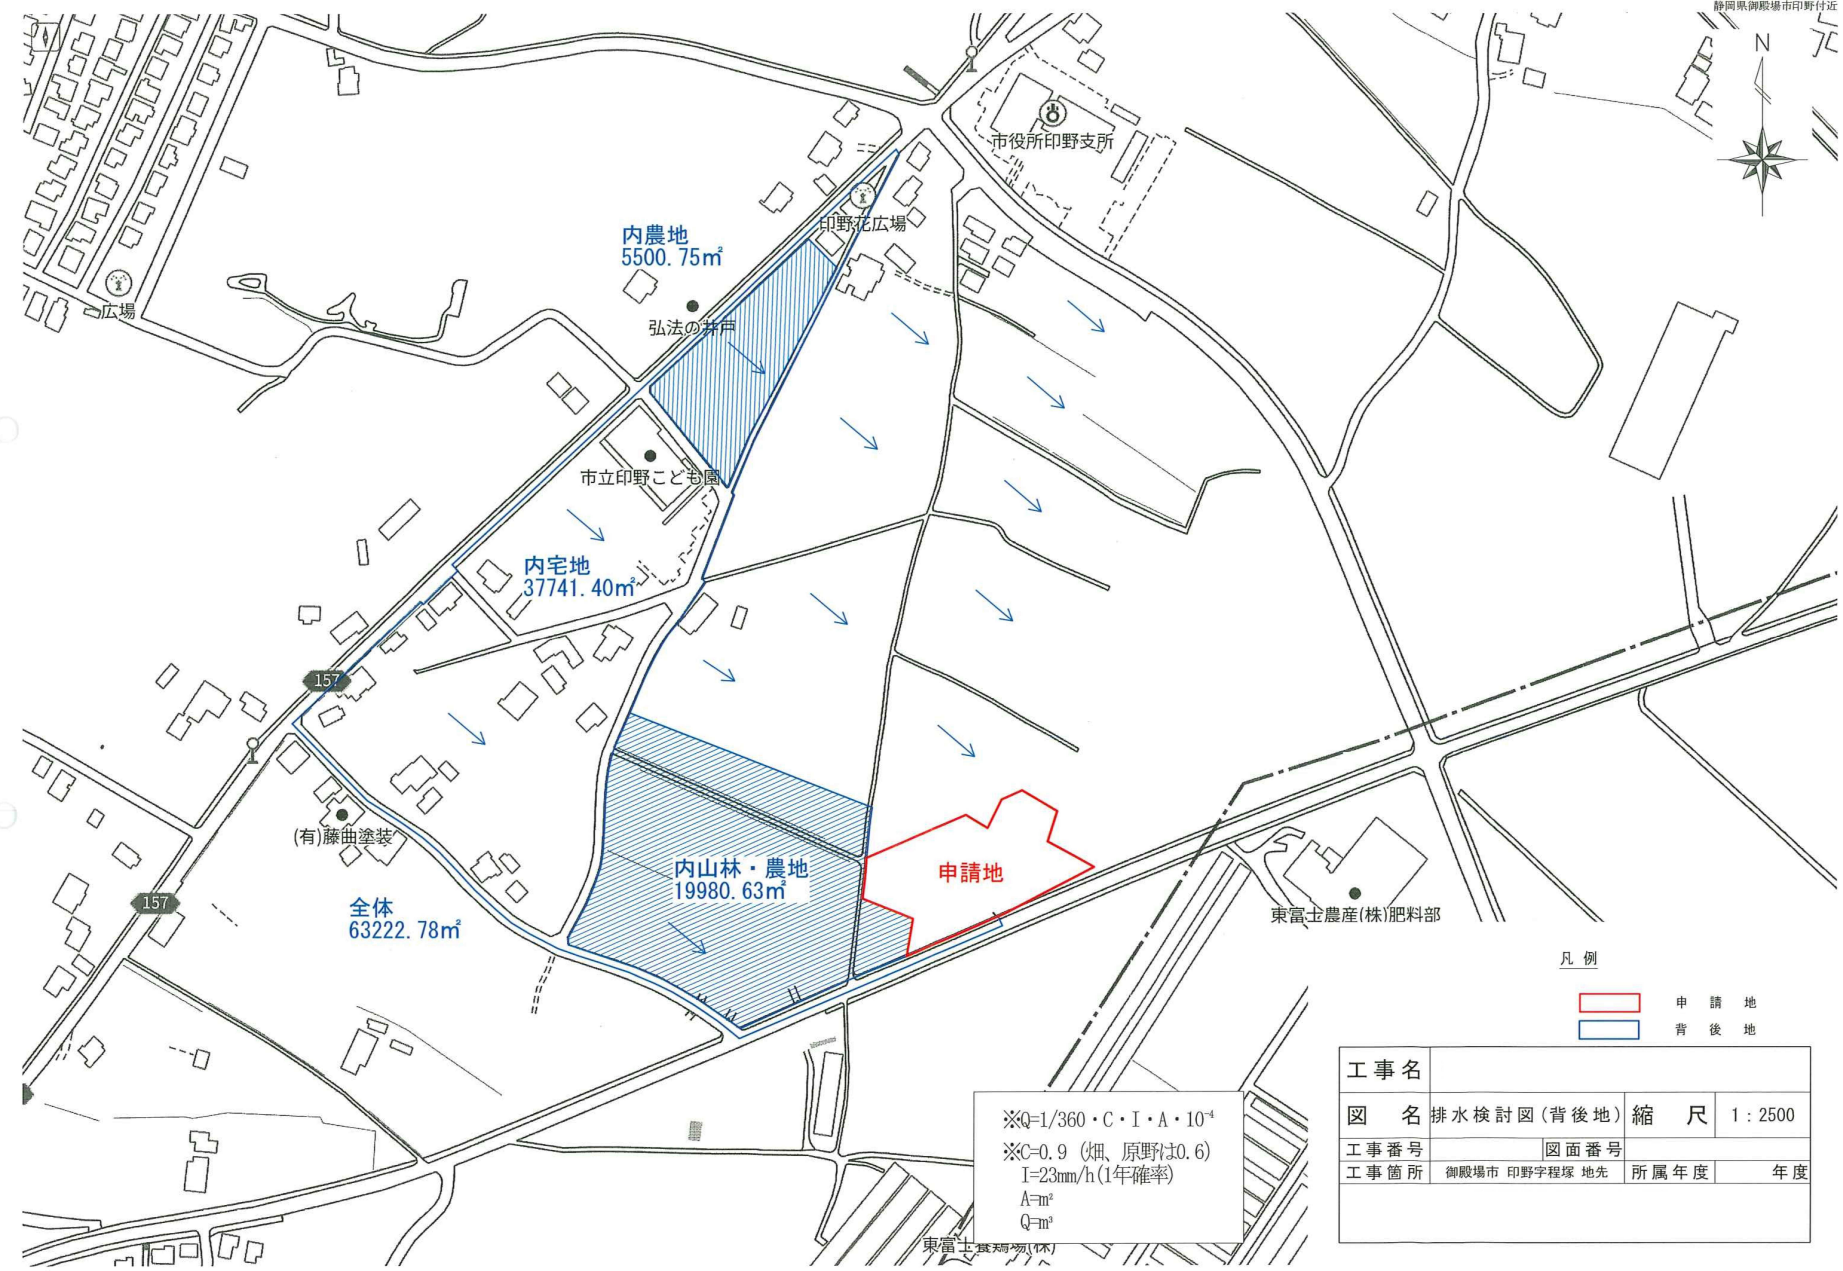 静岡県御殿場市印野付近
N
市役所印野支所
印野花広場
内農地
5500.75㎡
広場
弘法の井戸
市立印野こども園
内宅地
37741.40㎡
157
(有)藤曲塗装
内山林・農地
19980.63㎡
申請地
157
全体
63222.78㎡
東富士農産(株)肥料部
凡 例
申 請 地
背 後 地
工事名
図 名 排水検討図(背後地) 縮 尺 1:2500
工事番号 図面番号
工事箇所 御殿場市 印野字程塚 地先 所属年度 年度
※Q=1/360・C・I・A・10⁻⁴
※C=0.9 (畑、原野は0.6)
I=23mm/h(1年確率)
A=㎡
Q=㎥
東富士養鶏場(株)